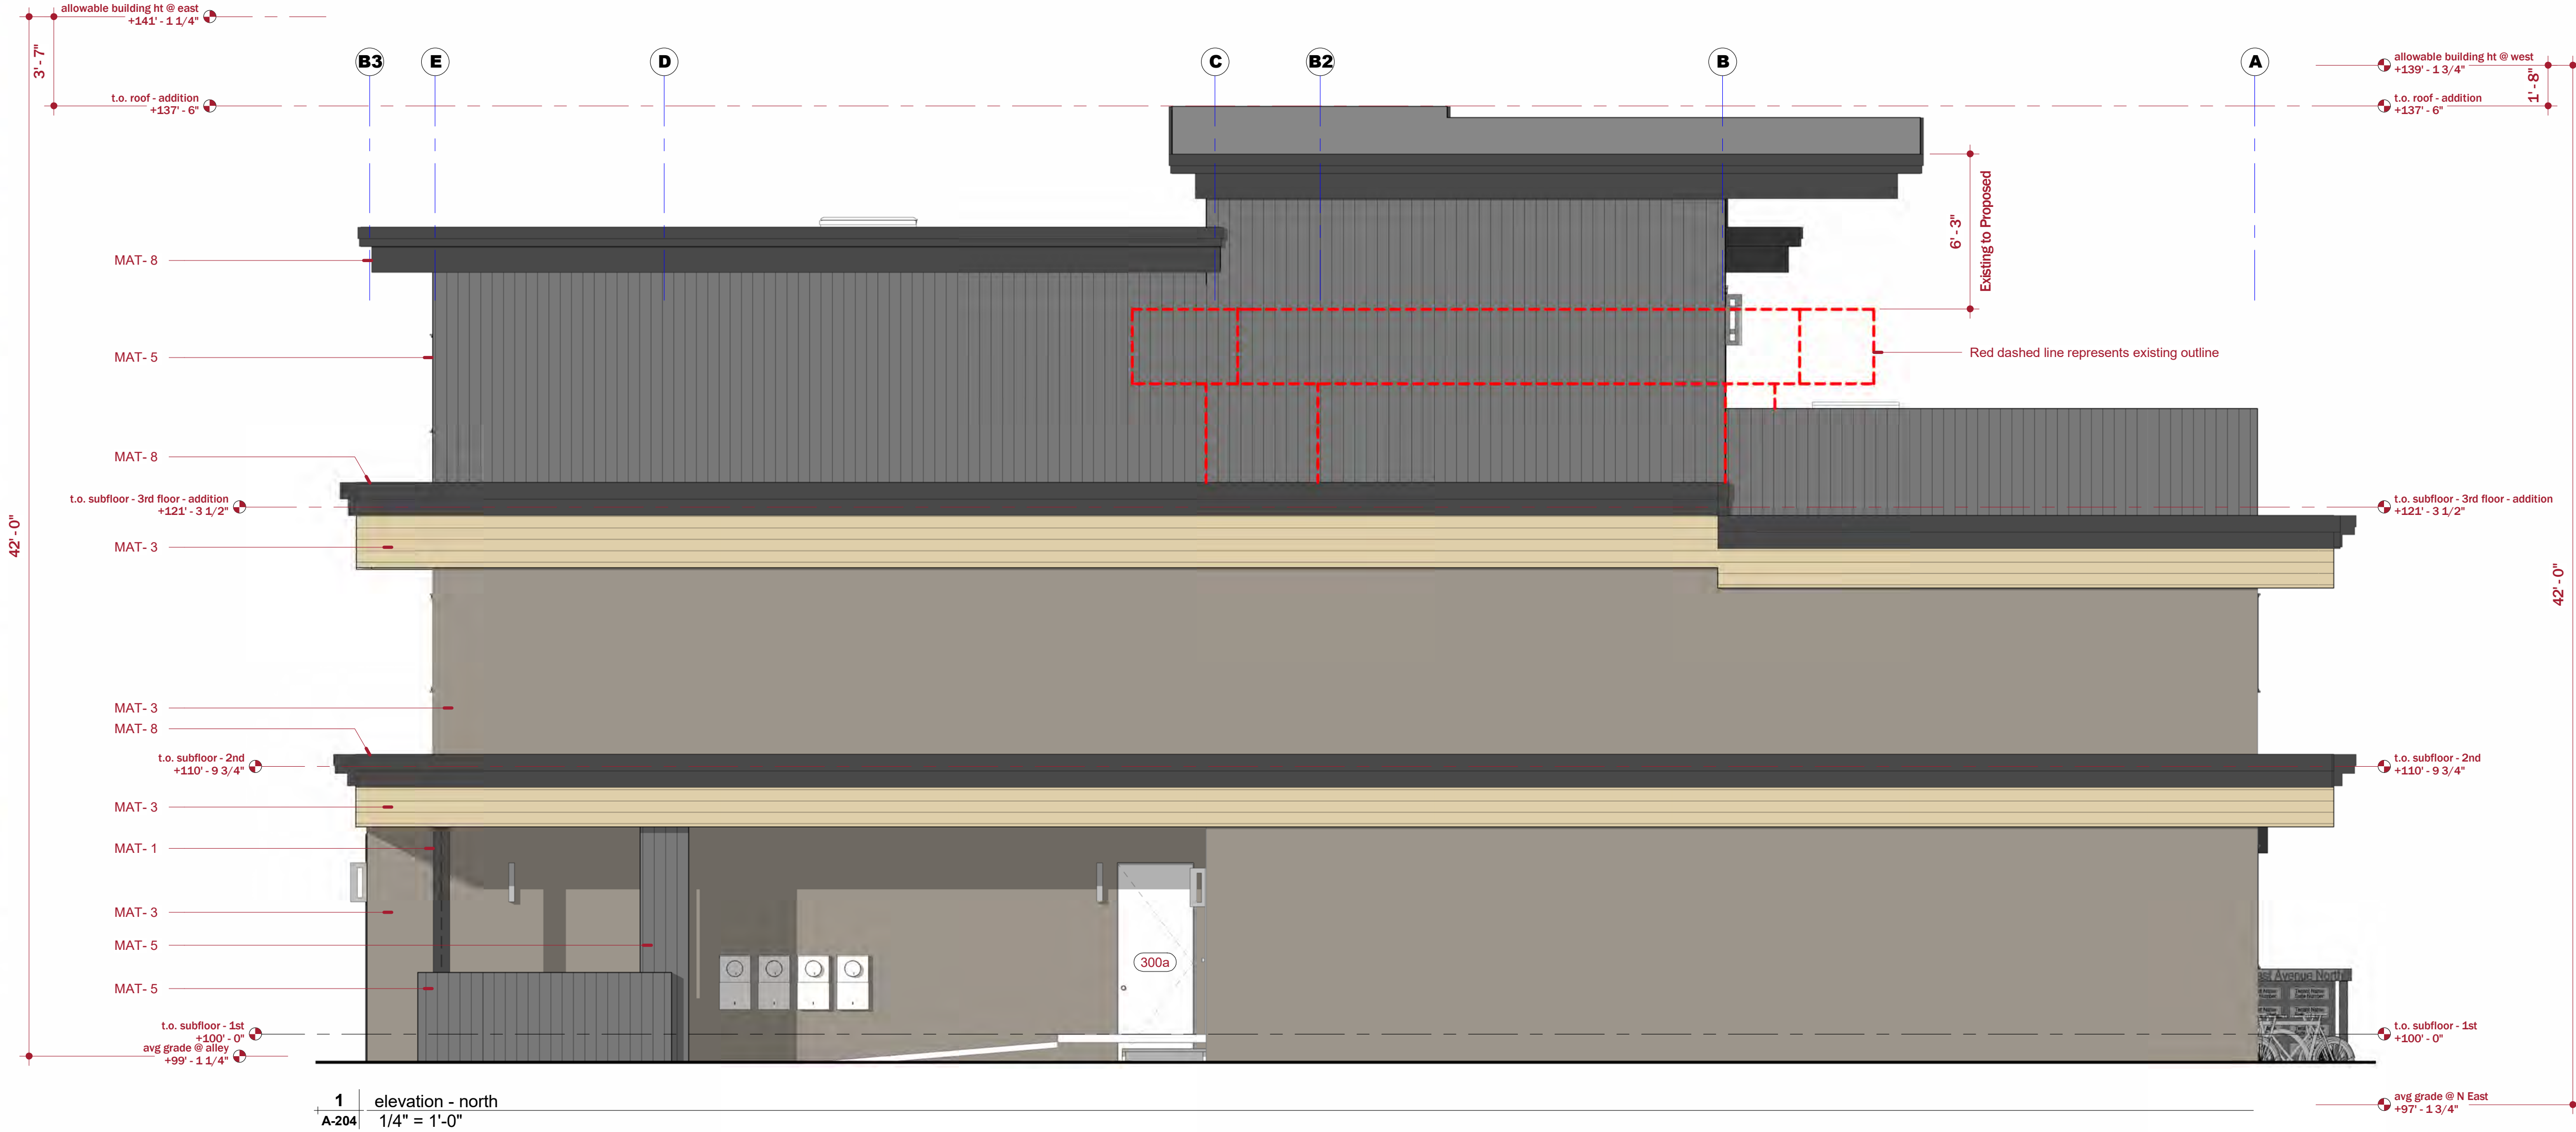 allowable building ht @ east
+141' - 1 1/4"
3' - 7"
t.o. roof - addition
+137' - 6"
B3
E
D
C
B2
B
A
allowable building ht @ west
+139' - 1 3/4"
1' - 8"
t.o. roof - addition
+137' - 6"
6' - 3"
Existing to Proposed
MAT- 8
MAT- 5
Red dashed line represents existing outline
MAT- 8
t.o. subfloor - 3rd floor - addition
+121' - 3 1/2"
t.o. subfloor - 3rd floor - addition
+121' - 3 1/2"
42' - 0"
MAT- 3
42' - 0"
MAT- 3
MAT- 8
t.o. subfloor - 2nd
+110' - 9 3/4"
t.o. subfloor - 2nd
+110' - 9 3/4"
MAT- 3
MAT- 1
MAT- 3
MAT- 5
300a
MAT- 5
ast Avenue North
t.o. subfloor - 1st
+100' - 0"
t.o. subfloor - 1st
+100' - 0"
avg grade @ alley
+99' - 1 1/4"
avg grade @ N East
+97' - 1 3/4"
1
elevation - north
A-204
1/4" = 1'-0"